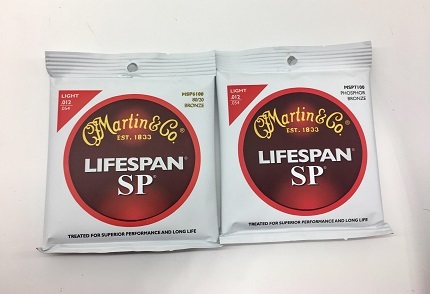 LIGHT
.012
.054
MSP6100
80/20
BRONZE
Martin & Co.
EST. 1833
LIFESPAN®
SP®
TREATED FOR SUPERIOR PERFORMANCE AND LONG LIFE
LIGHT
.012
.054
MSP7100
PHOSPHOR
BRONZE
Martin & Co.
EST. 1833
LIFESPAN®
SP®
TREATED FOR SUPERIOR PERFORMANCE AND LONG LIFE